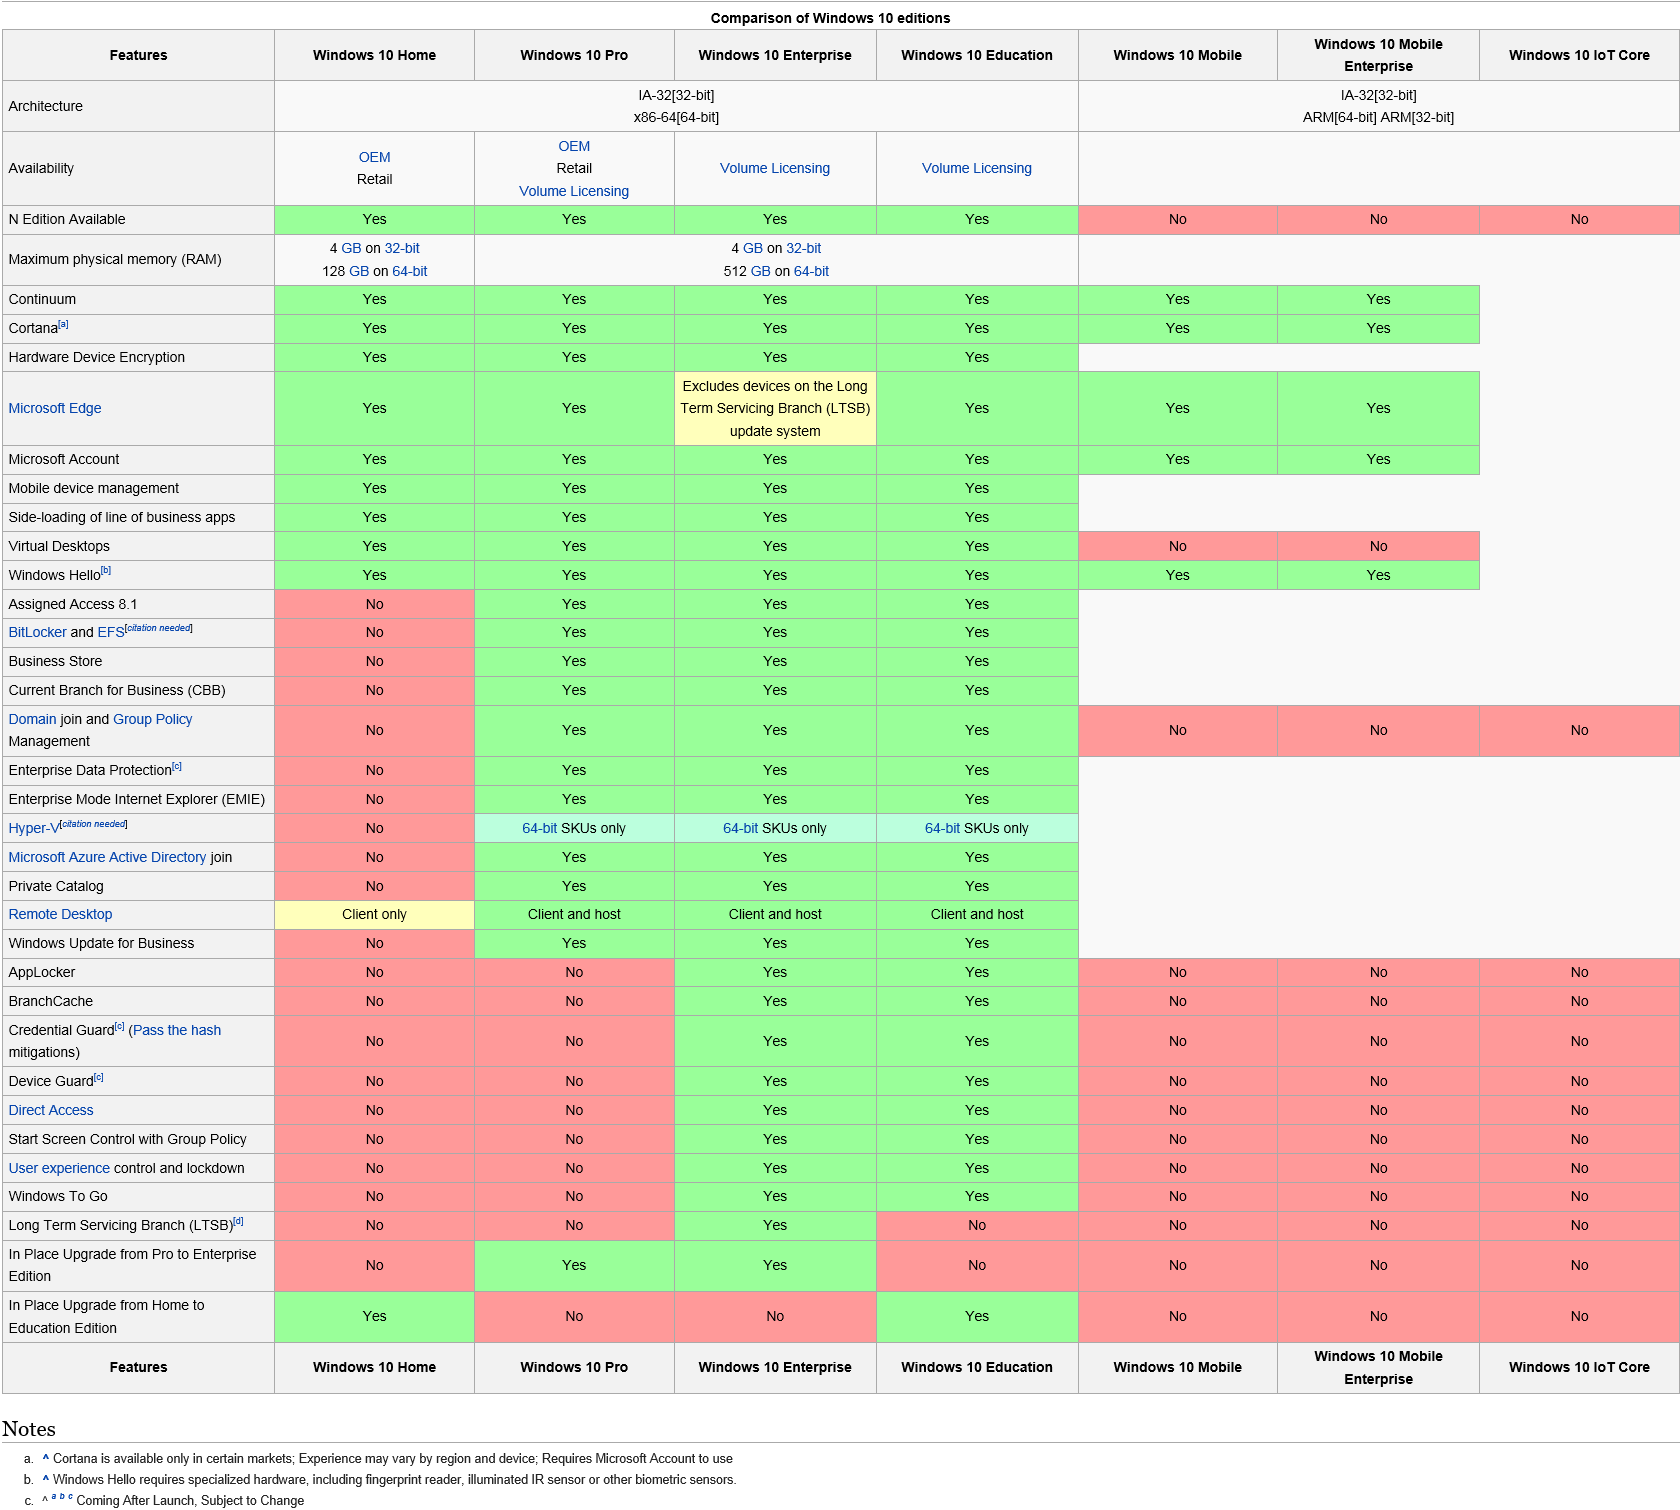 Comparison of Windows 10 editions
Features Windows 10 Home Windows 10 Pro Windows 10 Enterprise Windows 10 Education Windows 10 Mobile Windows 10 Mobile Enterprise Windows 10 IoT Core
Architecture IA-32[32-bit] x86-64[64-bit] IA-32[32-bit] ARM[64-bit] ARM[32-bit]
Availability OEM Retail OEM Retail Volume Licensing Volume Licensing Volume Licensing
N Edition Available Yes Yes Yes Yes No No No
Maximum physical memory (RAM) 4 GB on 32-bit 128 GB on 64-bit 4 GB on 32-bit 512 GB on 64-bit
Continuum Yes Yes Yes Yes Yes Yes
Cortana[a] Yes Yes Yes Yes Yes Yes
Hardware Device Encryption Yes Yes Yes Yes
Microsoft Edge Yes Yes Excludes devices on the Long Term Servicing Branch (LTSB) update system Yes Yes Yes
Microsoft Account Yes Yes Yes Yes Yes Yes
Mobile device management Yes Yes Yes Yes
Side-loading of line of business apps Yes Yes Yes Yes
Virtual Desktops Yes Yes Yes Yes No No
Windows Hello[b] Yes Yes Yes Yes Yes Yes
Assigned Access 8.1 No Yes Yes Yes
BitLocker and EFS[citation needed] No Yes Yes Yes
Business Store No Yes Yes Yes
Current Branch for Business (CBB) No Yes Yes Yes
Domain join and Group Policy Management No Yes Yes Yes No No No
Enterprise Data Protection[c] No Yes Yes Yes
Enterprise Mode Internet Explorer (EMIE) No Yes Yes Yes
Hyper-V[citation needed] No 64-bit SKUs only 64-bit SKUs only 64-bit SKUs only
Microsoft Azure Active Directory join No Yes Yes Yes
Private Catalog No Yes Yes Yes
Remote Desktop Client only Client and host Client and host Client and host
Windows Update for Business No Yes Yes Yes
AppLocker No No Yes Yes No No No
BranchCache No No Yes Yes No No No
Credential Guard[c] (Pass the hash mitigations) No No Yes Yes No No No
Device Guard[c] No No Yes Yes No No No
Direct Access No No Yes Yes No No No
Start Screen Control with Group Policy No No Yes Yes No No No
User experience control and lockdown No No Yes Yes No No No
Windows To Go No No Yes Yes No No No
Long Term Servicing Branch (LTSB)[d] No No Yes No No No No
In Place Upgrade from Pro to Enterprise Edition No Yes Yes No No No No
In Place Upgrade from Home to Education Edition Yes No No Yes No No No
Features Windows 10 Home Windows 10 Pro Windows 10 Enterprise Windows 10 Education Windows 10 Mobile Windows 10 Mobile Enterprise Windows 10 IoT Core
Notes
a. ^ Cortana is available only in certain markets; Experience may vary by region and device; Requires Microsoft Account to use
b. ^ Windows Hello requires specialized hardware, including fingerprint reader, illuminated IR sensor or other biometric sensors.
c. ^ a b c Coming After Launch, Subject to Change